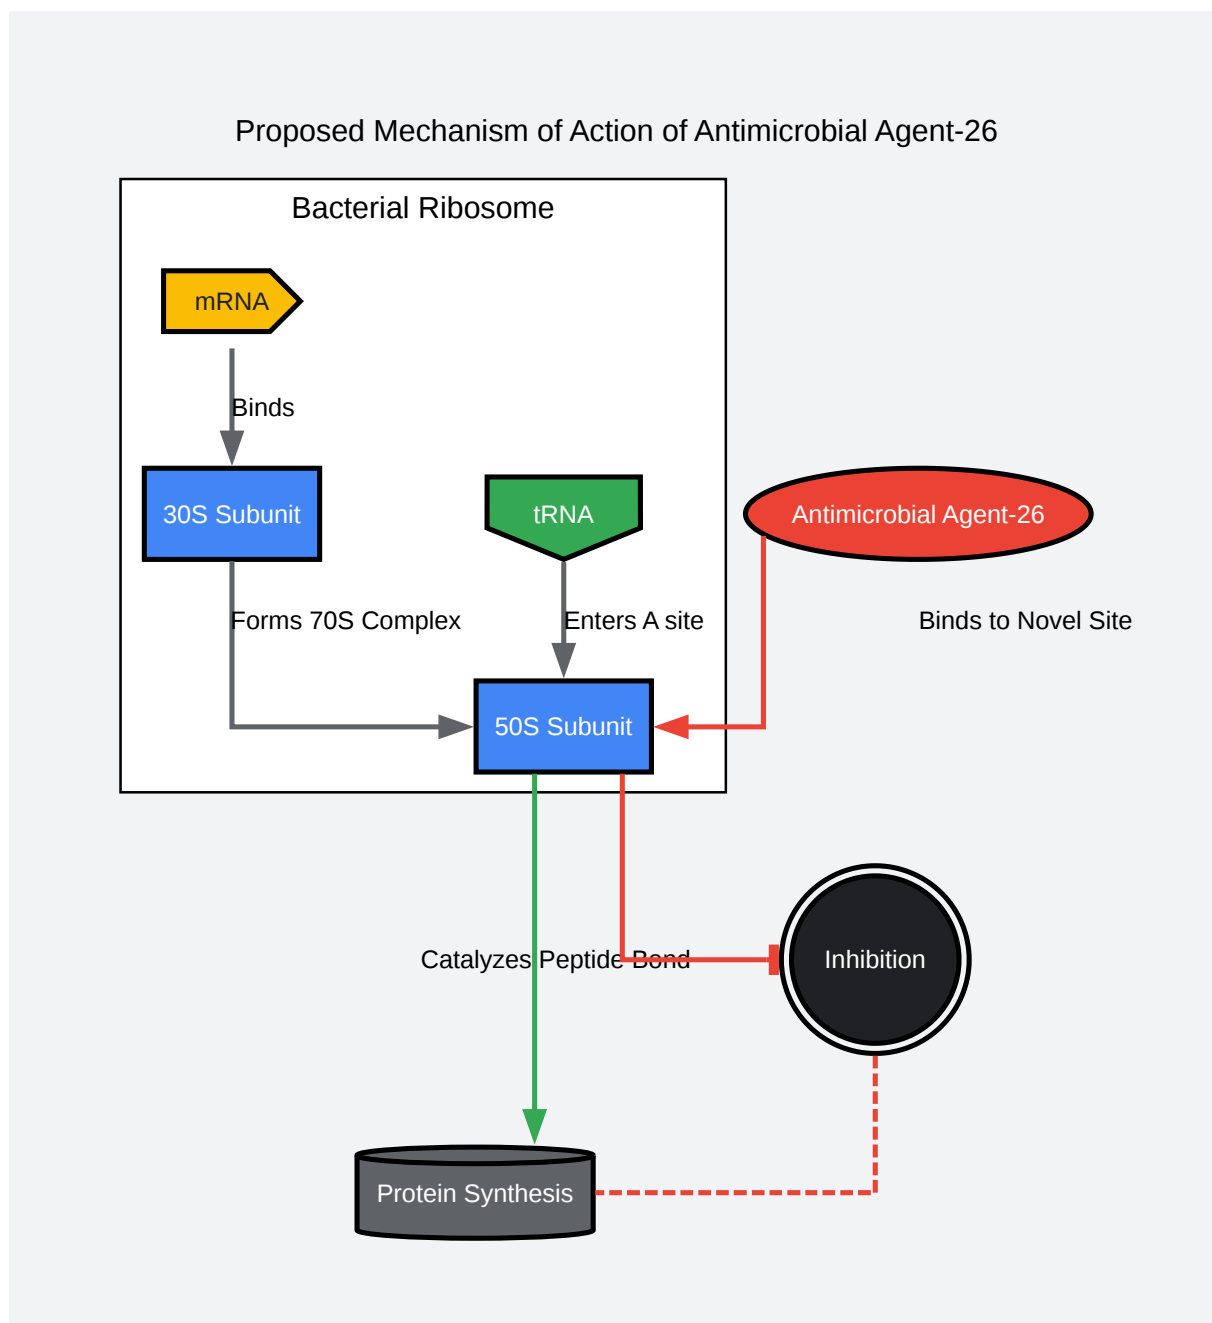 Proposed Mechanism of Action of Antimicrobial Agent-26
Bacterial Ribosome
mRNA
Binds
30S Subunit
tRNA
Antimicrobial Agent-26
Forms 70S Complex
Enters A site
Binds to Novel Site
50S Subunit
Catalyzes Peptide Bond
Inhibition
Protein Synthesis